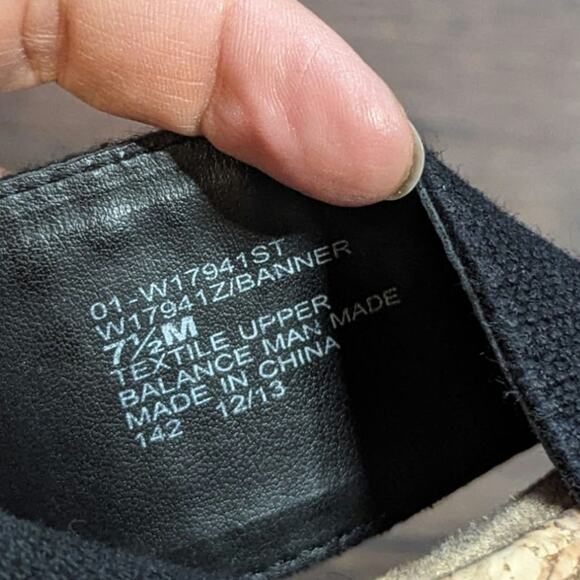 01-W17941ST
W17941Z/BANNER
7½M
TEXTILE UPPER
BALANCE MAN MADE
MADE IN CHINA
142 12/13